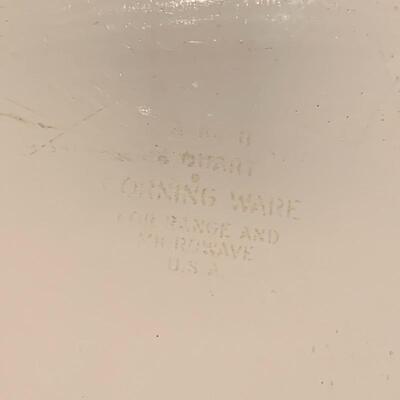 QUART
®
CORNING WARE
FOR RANGE AND
MICROWAVE
U.S.A.